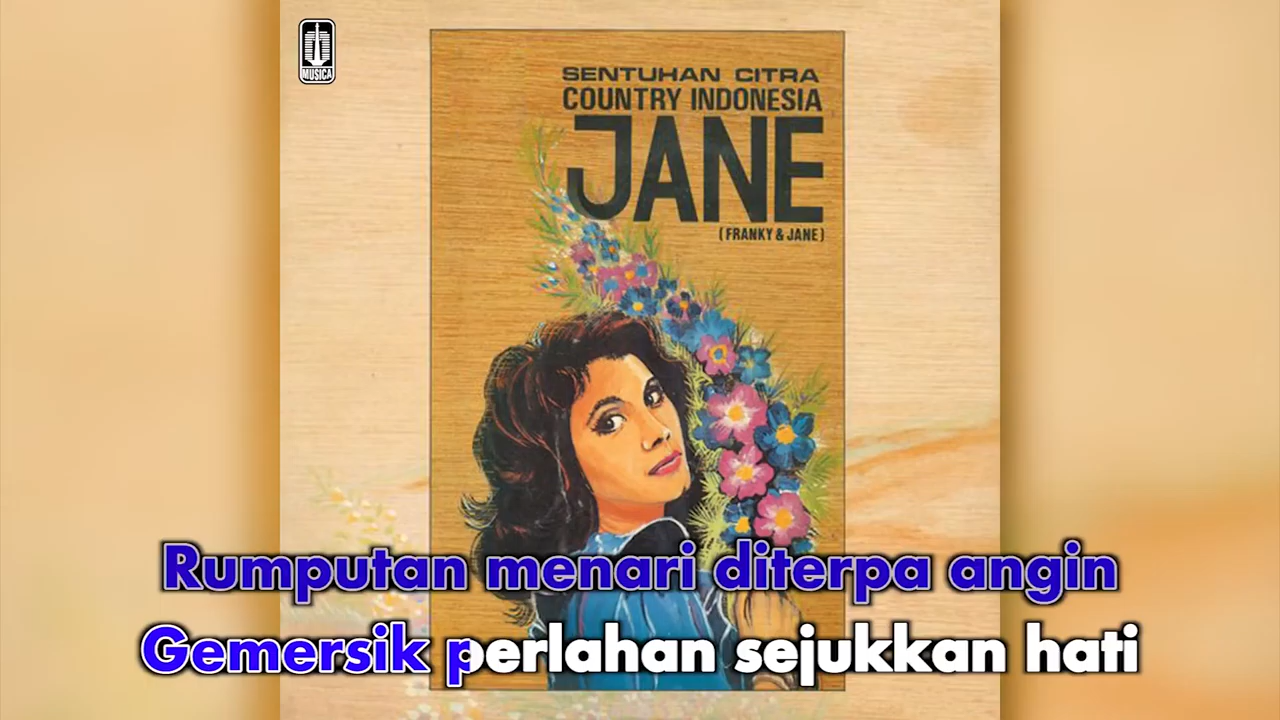 MUSICA
SENTUHAN CITRA
COUNTRY INDONESIA
JANE
(FRANKY & JANE)
Rumputan menari diterpa angin
Gemersik perlahan sejukkan hati